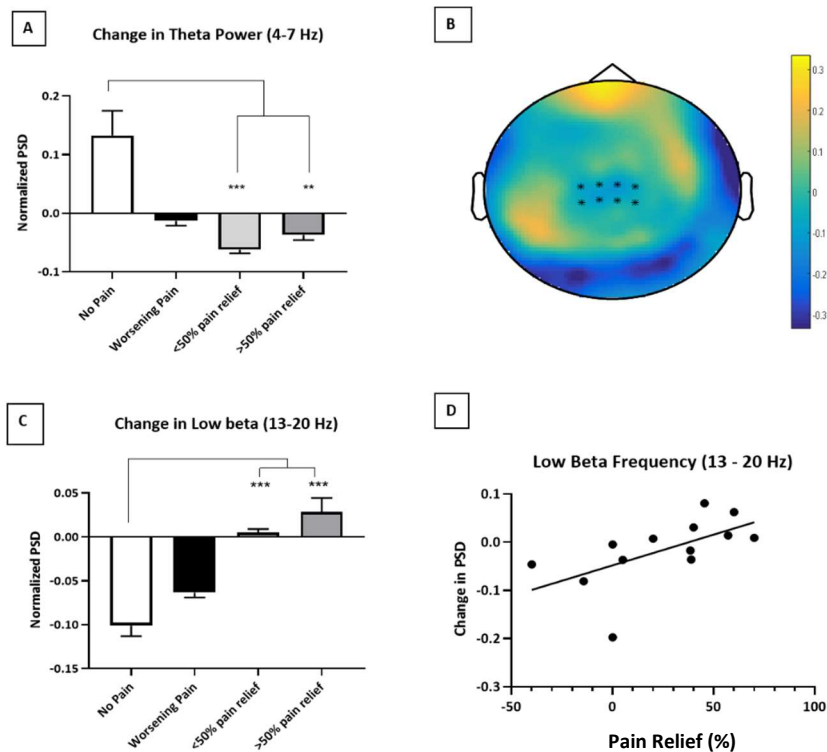 A
Change in Theta Power (4-7 Hz)
Normalized PSD
0.2
0.1
0.0
-0.1
***
**
No Pain
Worsening Pain
<50% pain relief
>50% pain relief
B
0.3
0.2
0.1
0
-0.1
-0.2
-0.3
* * * *
* * * *
C
Change in Low beta (13-20 Hz)
Normalized PSD
0.05
0.00
-0.05
-0.10
-0.15
***
***
No Pain
Worsening Pain
<50% pain relief
>50% pain relief
D
Low Beta Frequency (13 - 20 Hz)
Change in PSD
0.1
0.0
-0.1
-0.2
-0.3
-50
0
50
100
Pain Relief (%)